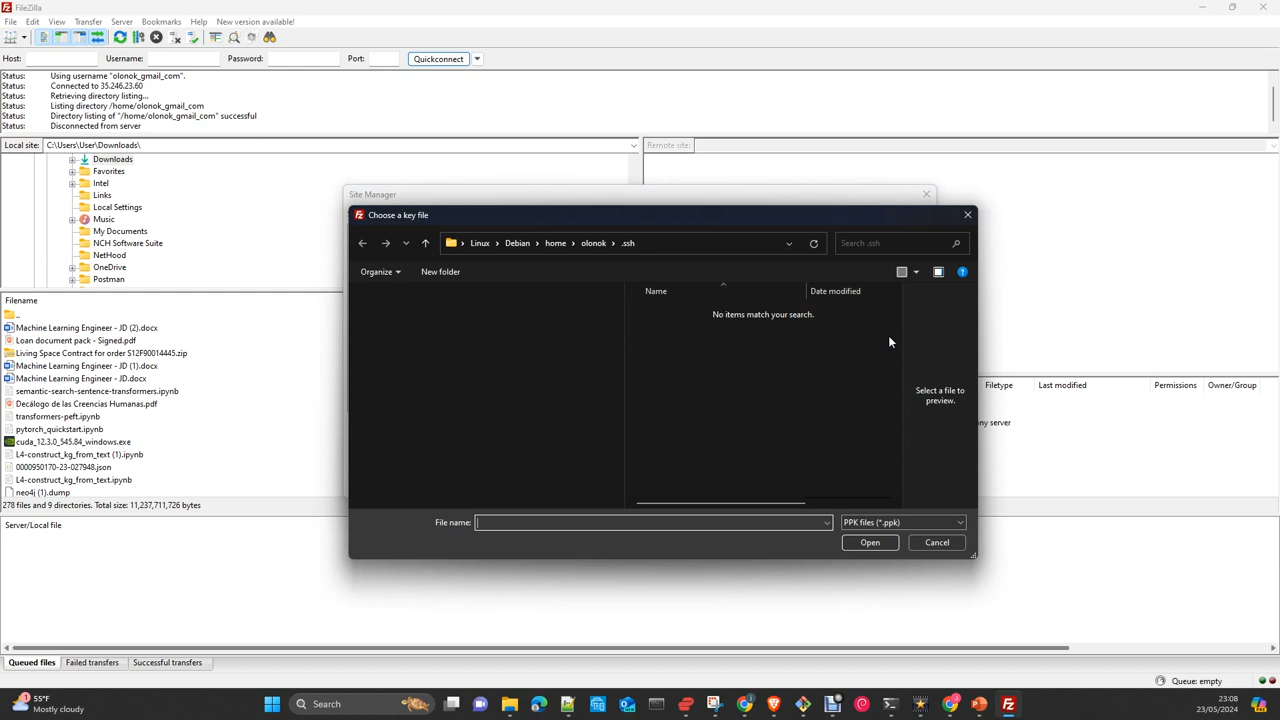 FileZilla
File Edit View Transfer Server Bookmarks Help New version available!
Host: Username: Password: Port: Quickconnect
Status: Using username "olonok_gmail_com".
Status: Connected to 35.246.23.60
Status: Retrieving directory listing...
Status: Listing directory /home/olonok_gmail_com
Status: Directory listing of "/home/olonok_gmail_com" successful
Status: Disconnected from server
Local site: C:\Users\User\Downloads\
Remote site:
Downloads
Favorites
Intel
Links
Local Settings
Music
My Documents
NCH Software Suite
NetHood
OneDrive
Postman
Site Manager
Choose a key file
Linux > Debian > home > olonok > .ssh
Search .ssh
Organize New folder
Name Date modified
No items match your search.
Select a file to
preview.
File name: PPK files (*.ppk)
Open Cancel
Filename
..
Machine Learning Engineer - JD (2).docx
Loan document pack - Signed.pdf
Living Space Contract for order S12F90014445.zip
Machine Learning Engineer - JD (1).docx
Machine Learning Engineer - JD.docx
semantic-search-sentence-transformers.ipynb
Decálogo de las Creencias Humanas.pdf
transformers-peft.ipynb
pytorch_quickstart.ipynb
cuda_12.3.0_545.84_windows.exe
L4-construct_kg_from_text (1).ipynb
0000950170-23-027948.json
L4-construct_kg_from_text.ipynb
neo4j (1).dump
278 files and 9 directories. Total size: 11,237,711,726 bytes
Filetype Last modified Permissions Owner/Group
ny server
Server/Local file
Queued files Failed transfers Successful transfers
Queue: empty
55°F
Mostly cloudy
Search
23:08
23/05/2024